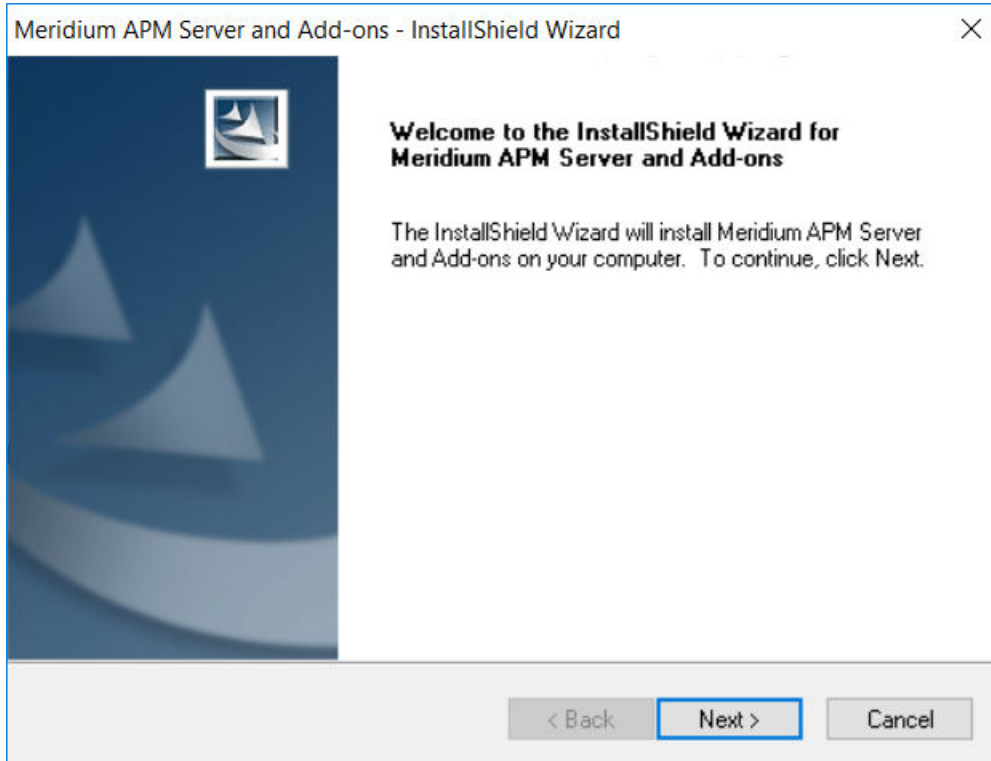 Meridium APM Server and Add-ons - InstallShield Wizard
Welcome to the InstallShield Wizard for
Meridium APM Server and Add-ons
The InstallShield Wizard will install Meridium APM Server
and Add-ons on your computer.  To continue, click Next.
< Back
Next >
Cancel